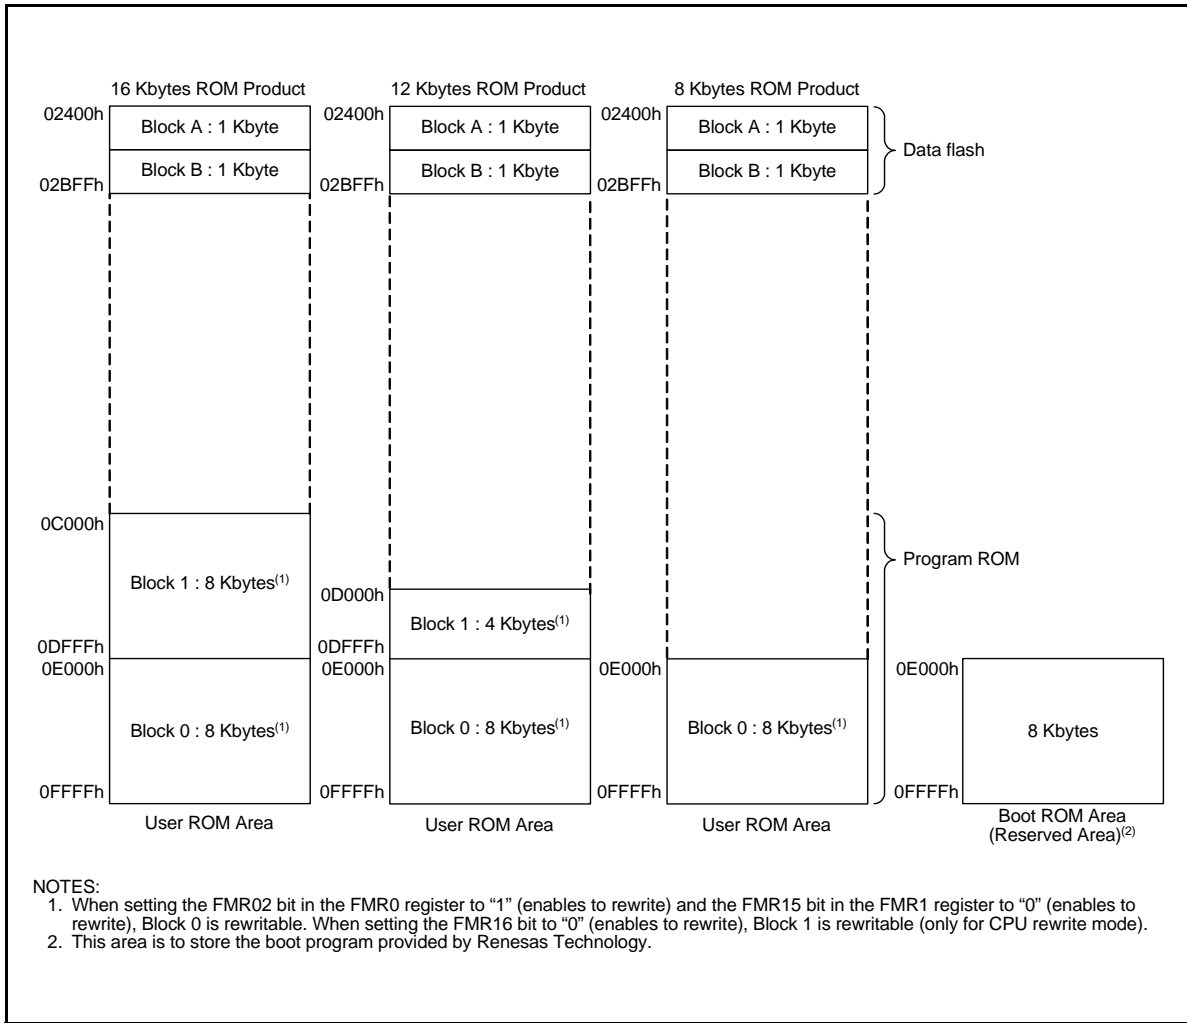 16 Kbytes ROM Product
12 Kbytes ROM Product
8 Kbytes ROM Product
02400h
Block A : 1 Kbyte
02400h
Block A : 1 Kbyte
02400h
Block A : 1 Kbyte
Data flash
02BFFh
Block B : 1 Kbyte
02BFFh
Block B : 1 Kbyte
02BFFh
Block B : 1 Kbyte
0C000h
Program ROM
Block 1 : 8 Kbytes(1)
0D000h
Block 1 : 4 Kbytes(1)
0DFFFh
0DFFFh
0E000h
0E000h
0E000h
0E000h
Block 0 : 8 Kbytes(1)
Block 0 : 8 Kbytes(1)
Block 0 : 8 Kbytes(1)
8 Kbytes
0FFFFh
0FFFFh
0FFFFh
0FFFFh
User ROM Area
User ROM Area
User ROM Area
Boot ROM Area
(Reserved Area)(2)
NOTES:
1. When setting the FMR02 bit in the FMR0 register to “1” (enables to rewrite) and the FMR15 bit in the FMR1 register to “0” (enables to
rewrite), Block 0 is rewritable. When setting the FMR16 bit to “0” (enables to rewrite), Block 1 is rewritable (only for CPU rewrite mode).
2. This area is to store the boot program provided by Renesas Technology.